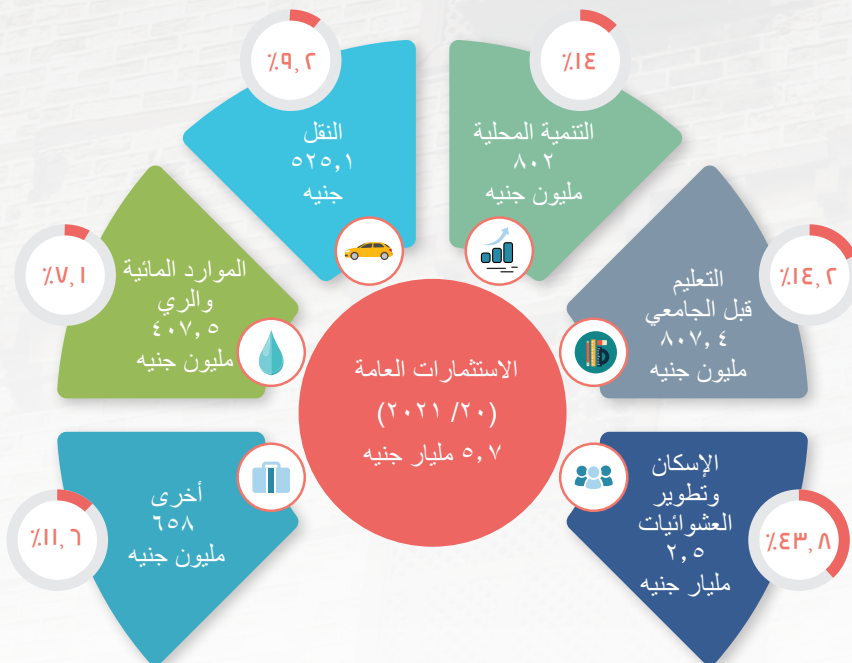 الاستثمارات العامة
(٢٠/ ٢٠٢١)
٥,٧ مليار جنيه
٪١٤
التنمية المحلية
٨٠٢
مليون جنيه
٪١٤,٢
التعليم
قبل الجامعي
٨٠٧,٤
مليون جنيه
٪٤٣,٨
الإسكان
وتطوير
العشوائيات
٢,٥
مليار جنيه
٪٩,٢
النقل
٥٢٥,١
جنيه
٪٧,١
الموارد المائية
والري
٤٠٧,٥
مليون جنيه
٪١١,٦
أخرى
٦٥٨
مليون جنيه